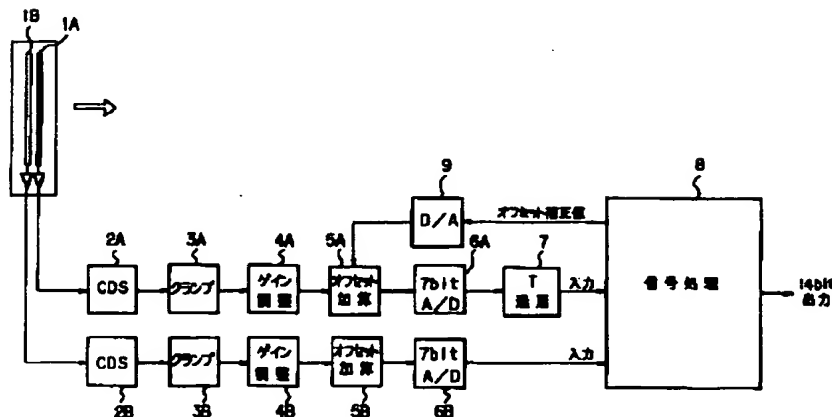 1B
1A
9
8
D/A
オフセット補正値
2A
3A
4A
5A
6A
7
CDS
クランプ
ゲイン
調整
オフセット
加算
7bit
A/D
T
遅延
入力
信号処理
14bit
出力
CDS
クランプ
ゲイン
調整
オフセット
加算
7bit
A/D
入力
2B
3B
4B
5B
6B